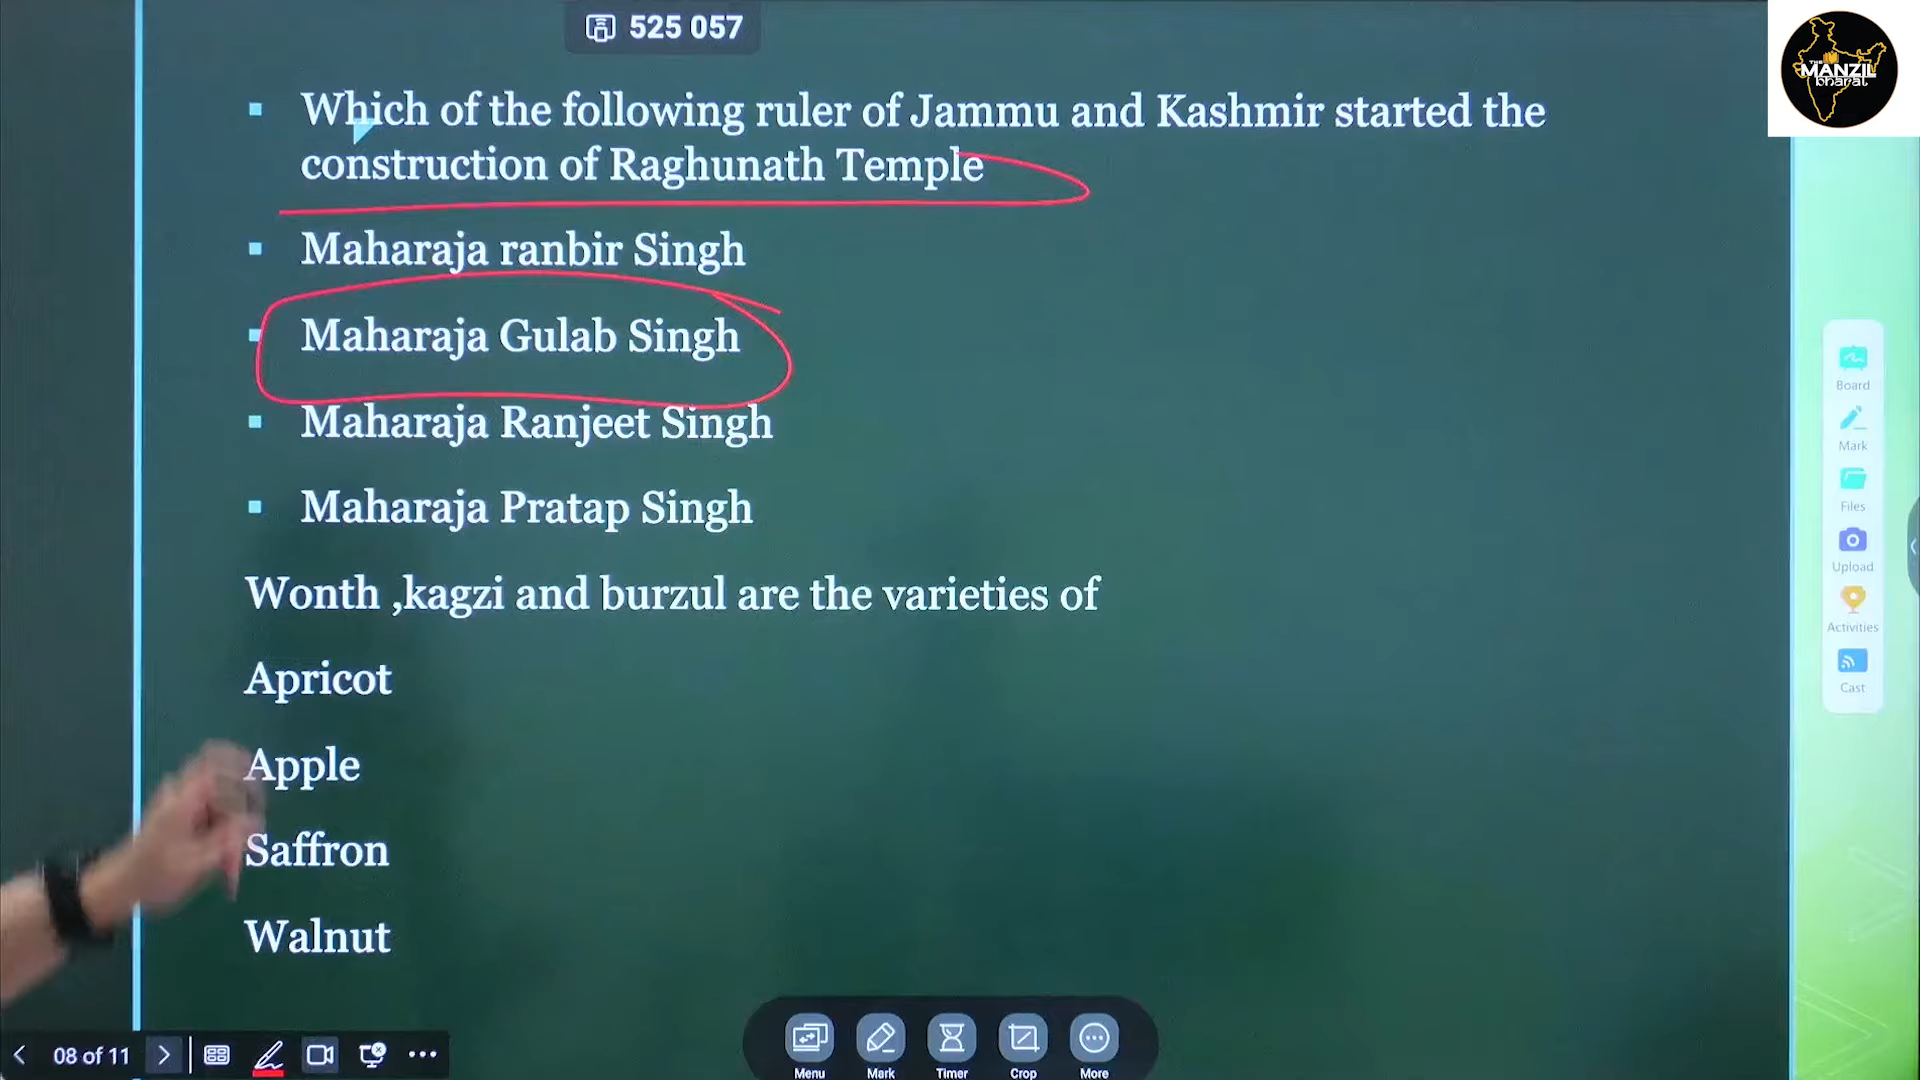 525 057
THE
MANZIL
bharat
Which of the following ruler of Jammu and Kashmir started the
construction of Raghunath Temple
Maharaja ranbir Singh
Maharaja Gulab Singh
Maharaja Ranjeet Singh
Maharaja Pratap Singh
Wonth ,kagzi and burzul are the varieties of
Apricot
Apple
Saffron
Walnut
Board
Mark
Files
Upload
Activities
Cast
08 of 11
Menu
Mark
Timer
Crop
More